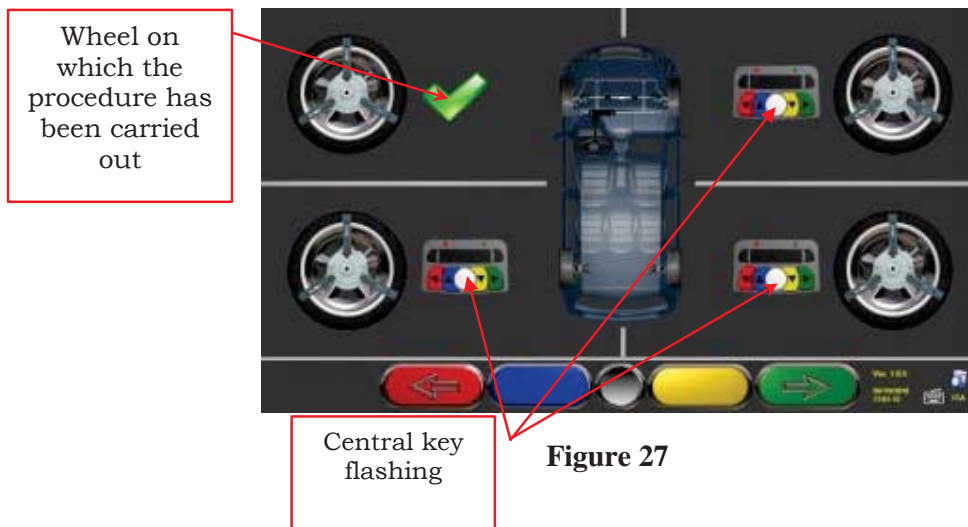 Wheel on
which the
procedure has
been carried
out
Central key
flashing
Figure 27